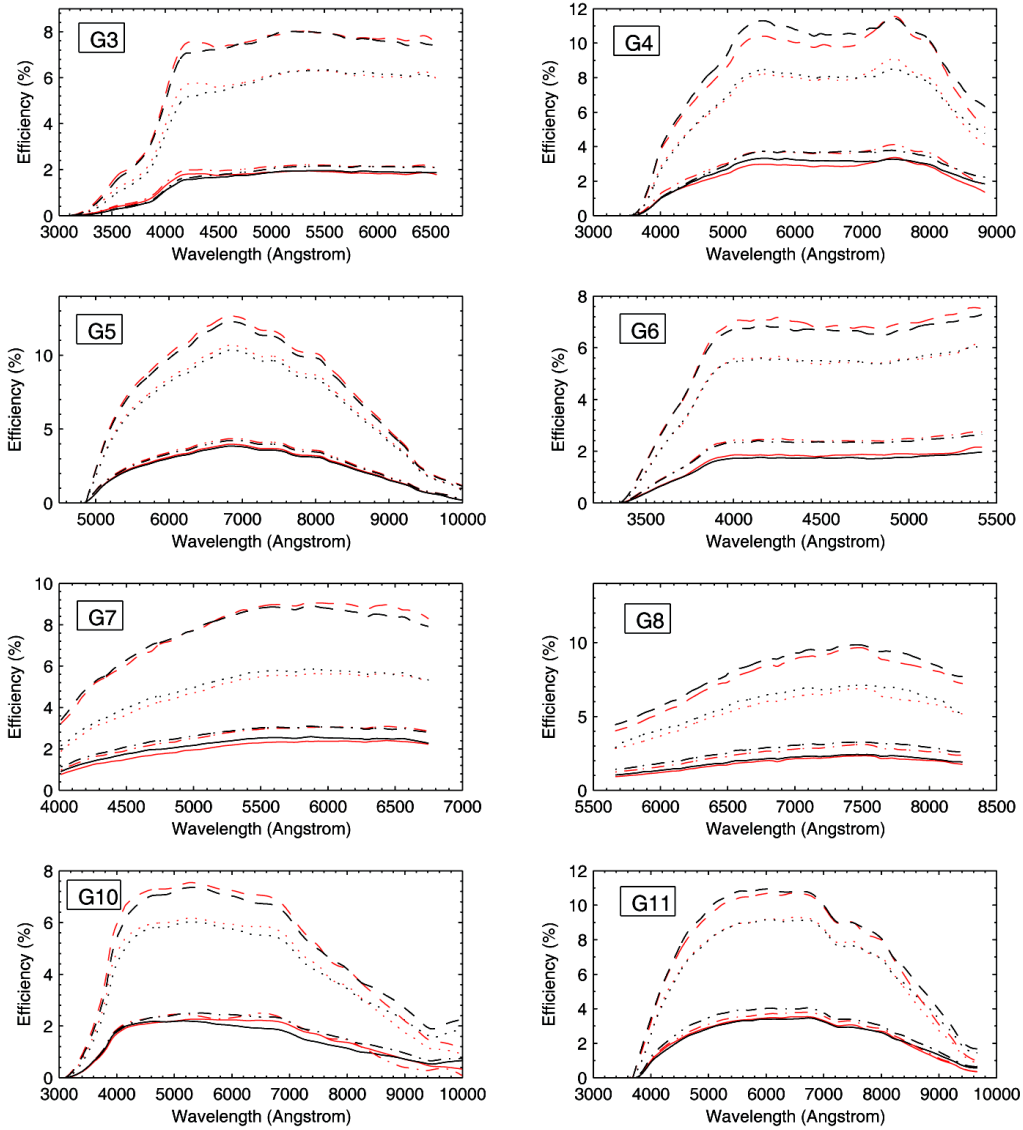 G3
Efficiency (%)
8
6
4
2
0
3000 3500 4000 4500 5000 5500 6000 6500
Wavelength (Angstrom)
G4
Efficiency (%)
12
10
8
6
4
2
0
3000 4000 5000 6000 7000 8000 9000
Wavelength (Angstrom)
G5
Efficiency (%)
10
5
0
5000 6000 7000 8000 9000 10000
Wavelength (Angstrom)
G6
Efficiency (%)
8
6
4
2
0
3500 4000 4500 5000 5500
Wavelength (Angstrom)
G7
Efficiency (%)
10
8
6
4
2
0
4000 4500 5000 5500 6000 6500 7000
Wavelength (Angstrom)
G8
Efficiency (%)
10
5
0
5500 6000 6500 7000 7500 8000 8500
Wavelength (Angstrom)
G10
Efficiency (%)
8
6
4
2
0
3000 4000 5000 6000 7000 8000 9000 10000
Wavelength (Angstrom)
G11
Efficiency (%)
12
10
8
6
4
2
0
3000 4000 5000 6000 7000 8000 9000 10000
Wavelength (Angstrom)